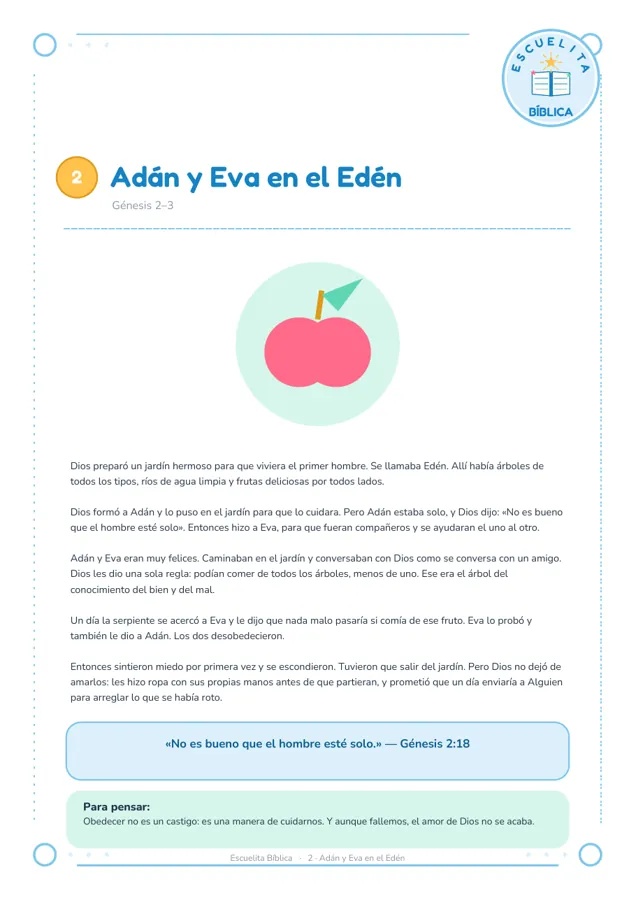 ESCUELITA
BÍBLICA
2
Adán y Eva en el Edén
Génesis 2–3
Dios preparó un jardín hermoso para que viviera el primer hombre. Se llamaba Edén. Allí había árboles de
todos los tipos, ríos de agua limpia y frutas deliciosas por todos lados.
Dios formó a Adán y lo puso en el jardín para que lo cuidara. Pero Adán estaba solo, y Dios dijo: «No es bueno
que el hombre esté solo». Entonces hizo a Eva, para que fueran compañeros y se ayudaran el uno al otro.
Adán y Eva eran muy felices. Caminaban en el jardín y conversaban con Dios como se conversa con un amigo.
Dios les dio una sola regla: podían comer de todos los árboles, menos de uno. Ese era el árbol del
conocimiento del bien y del mal.
Un día la serpiente se acercó a Eva y le dijo que nada malo pasaría si comía de ese fruto. Eva lo probó y
también le dio a Adán. Los dos desobedecieron.
Entonces sintieron miedo por primera vez y se escondieron. Tuvieron que salir del jardín. Pero Dios no dejó de
amarlos: les hizo ropa con sus propias manos antes de que partieran, y prometió que un día enviaría a Alguien
para arreglar lo que se había roto.
«No es bueno que el hombre esté solo.» — Génesis 2:18
Para pensar:
Obedecer no es un castigo: es una manera de cuidarnos. Y aunque fallemos, el amor de Dios no se acaba.
Escuelita Bíblica · 2 · Adán y Eva en el Edén